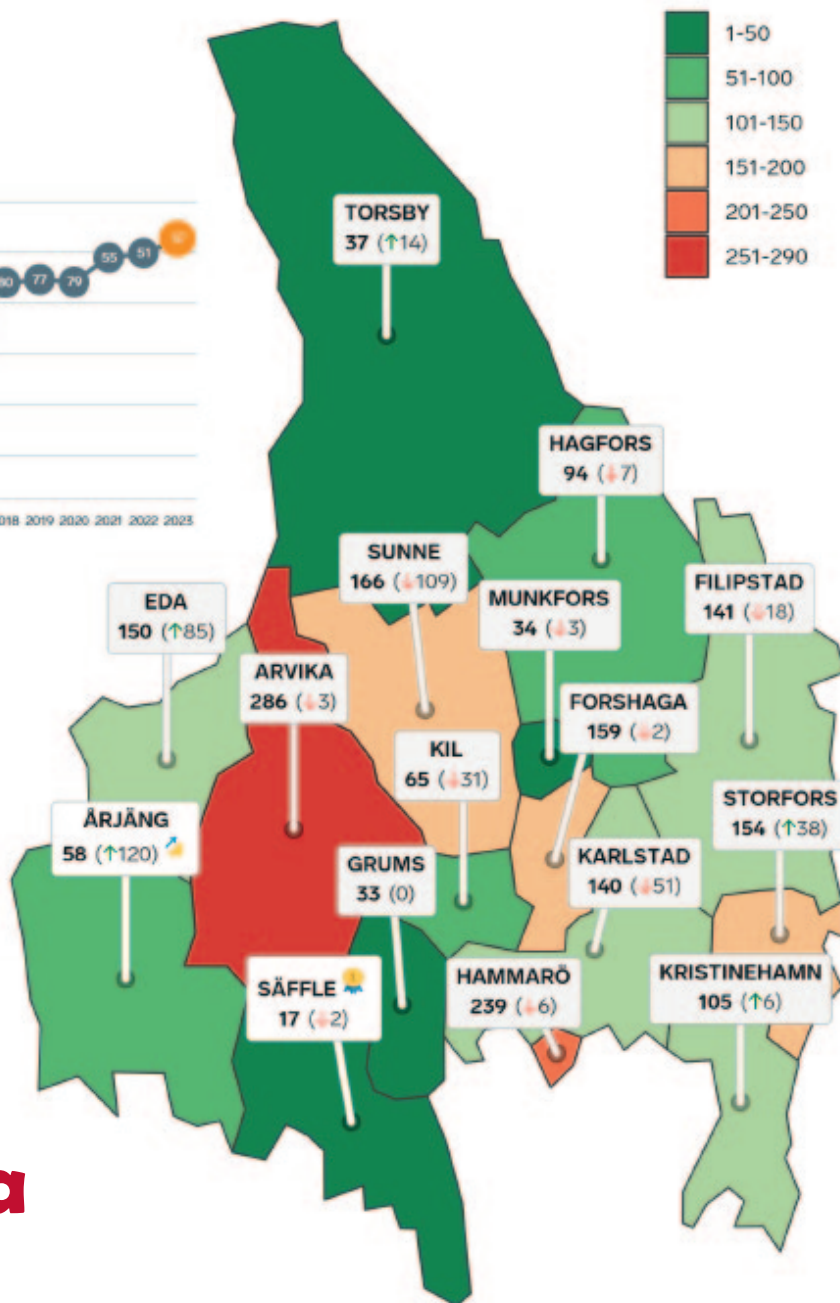 1-50
51-100
101-150
151-200
201-250
251-290
77
79
55
51
2019 2020 2021 2022 2023
TORSBY
37 (↑14)
HAGFORS
94 (↓7)
SUNNE
166 (↓109)
MUNKFORS
34 (↓3)
FILIPSTAD
141 (↓18)
EDA
150 (↑85)
ARVIKA
286 (↓3)
FORSHAGA
159 (↓2)
KIL
65 (↓31)
ÅRJÄNG
58 (↑120)
STORFORS
154 (↑38)
GRUMS
33 (0)
KARLSTAD
140 (↓51)
SÄFFLE
17 (↓2)
HAMMARÖ
239 (↓6)
KRISTINEHAMN
105 (↑6)
a